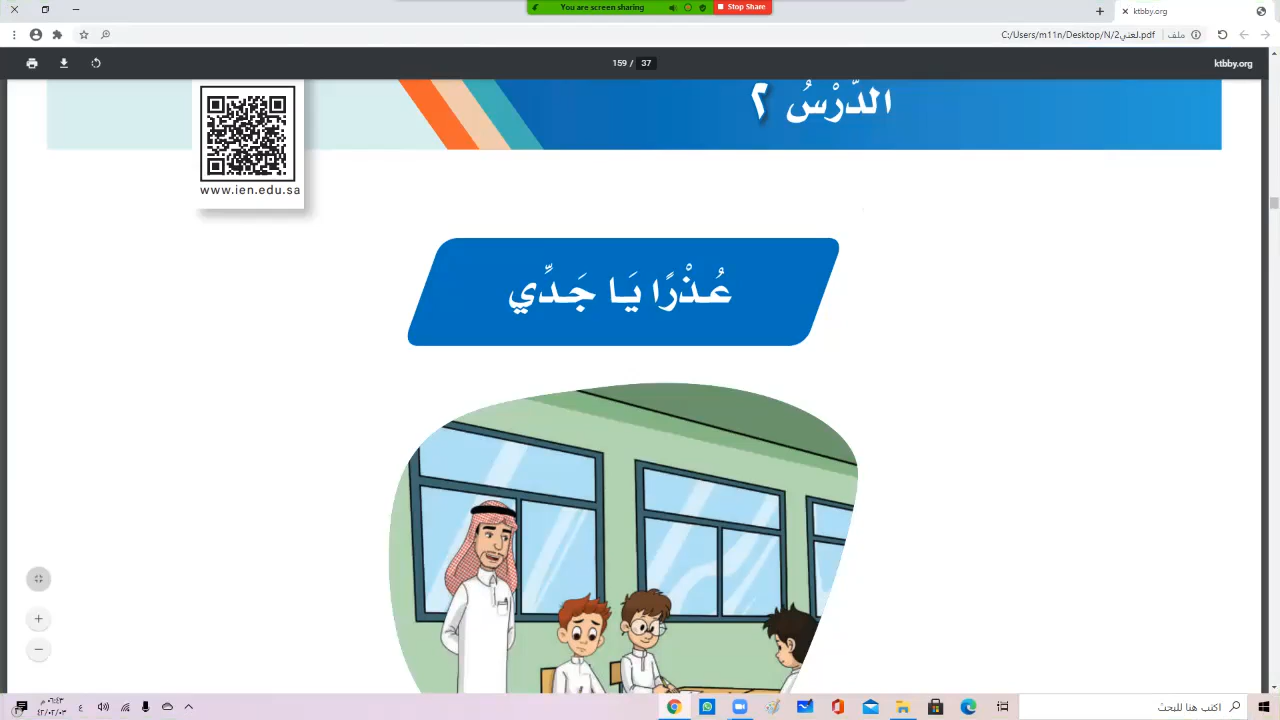 You are screen sharing
Stop Share
ktbby.org
C:/Users/m11n/Desktop/N/2لغتي.pdf
ملف
159 / 37
ktbby.org
الدَّرْسُ ٢
www.ien.edu.sa
عُذْرًا يَا جَدِّي
اكتب هنا للبحث